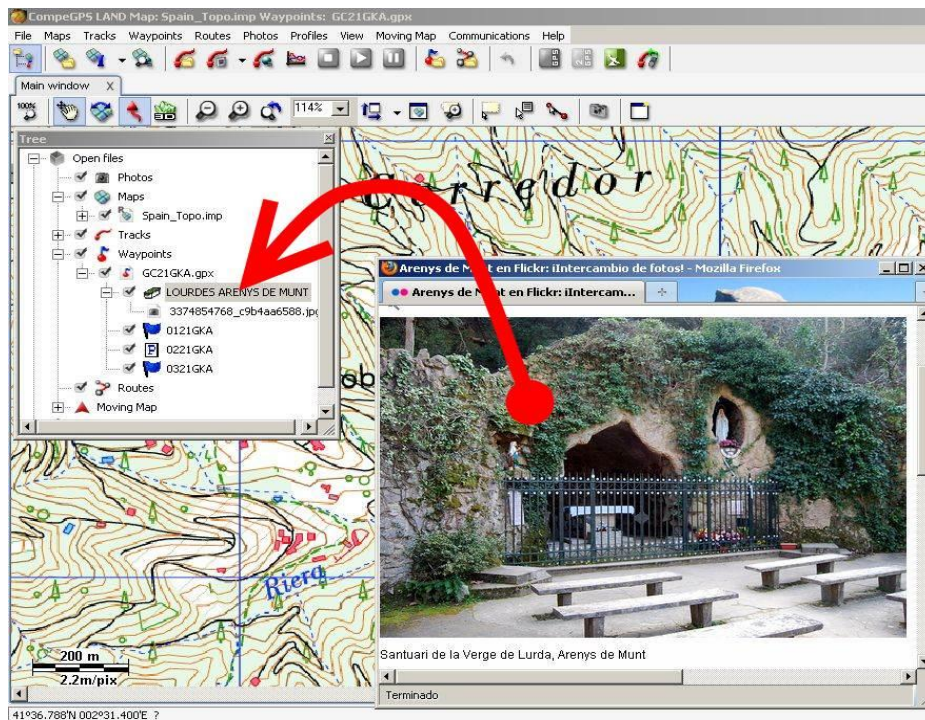 CompeGPS LAND Map: Spain_Topo.imp Waypoints: GC21GKA.gpx
File Maps Tracks Waypoints Routes Photos Profiles View Moving Map Communications Help
Main window X
100% 3D 114%
Tree
Open files
Photos
Maps
Spain_Topo.imp
Tracks
Waypoints
GC21GKA.gpx
LOURDES ARENYS DE MUNT
3374854768_c9b4aa6588.jpg
0121GKA
P 0221GKA
0321GKA
Routes
Moving Map
Corredor
Arenys de Munt en Flickr: ¡Intercambio de fotos! - Mozilla Firefox
Arenys de Munt en Flickr: ¡Intercam...
Santuari de la Verge de Lurda, Arenys de Munt
Terminado
Riera
200 m
2.2m/pix
41º36.788'N 002º31.400'E ?